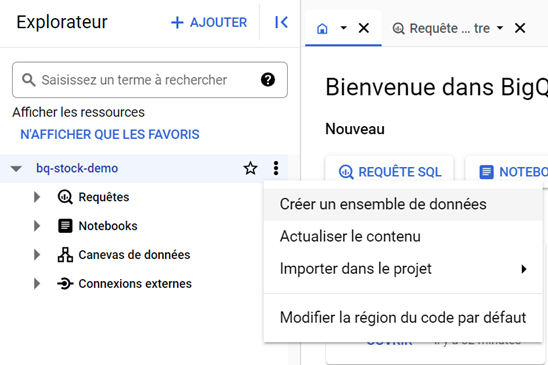 Explorateur
+ AJOUTER
Requête ... tre
Saisissez un terme à rechercher
Bienvenue dans BigQ
Afficher les ressources
N'AFFICHER QUE LES FAVORIS
Nouveau
bq-stock-demo
REQUÊTE SQL
NOTEBO
Requêtes
Notebooks
Canevas de données
Connexions externes
Créer un ensemble de données
Actualiser le contenu
Importer dans le projet
Modifier la région du code par défaut